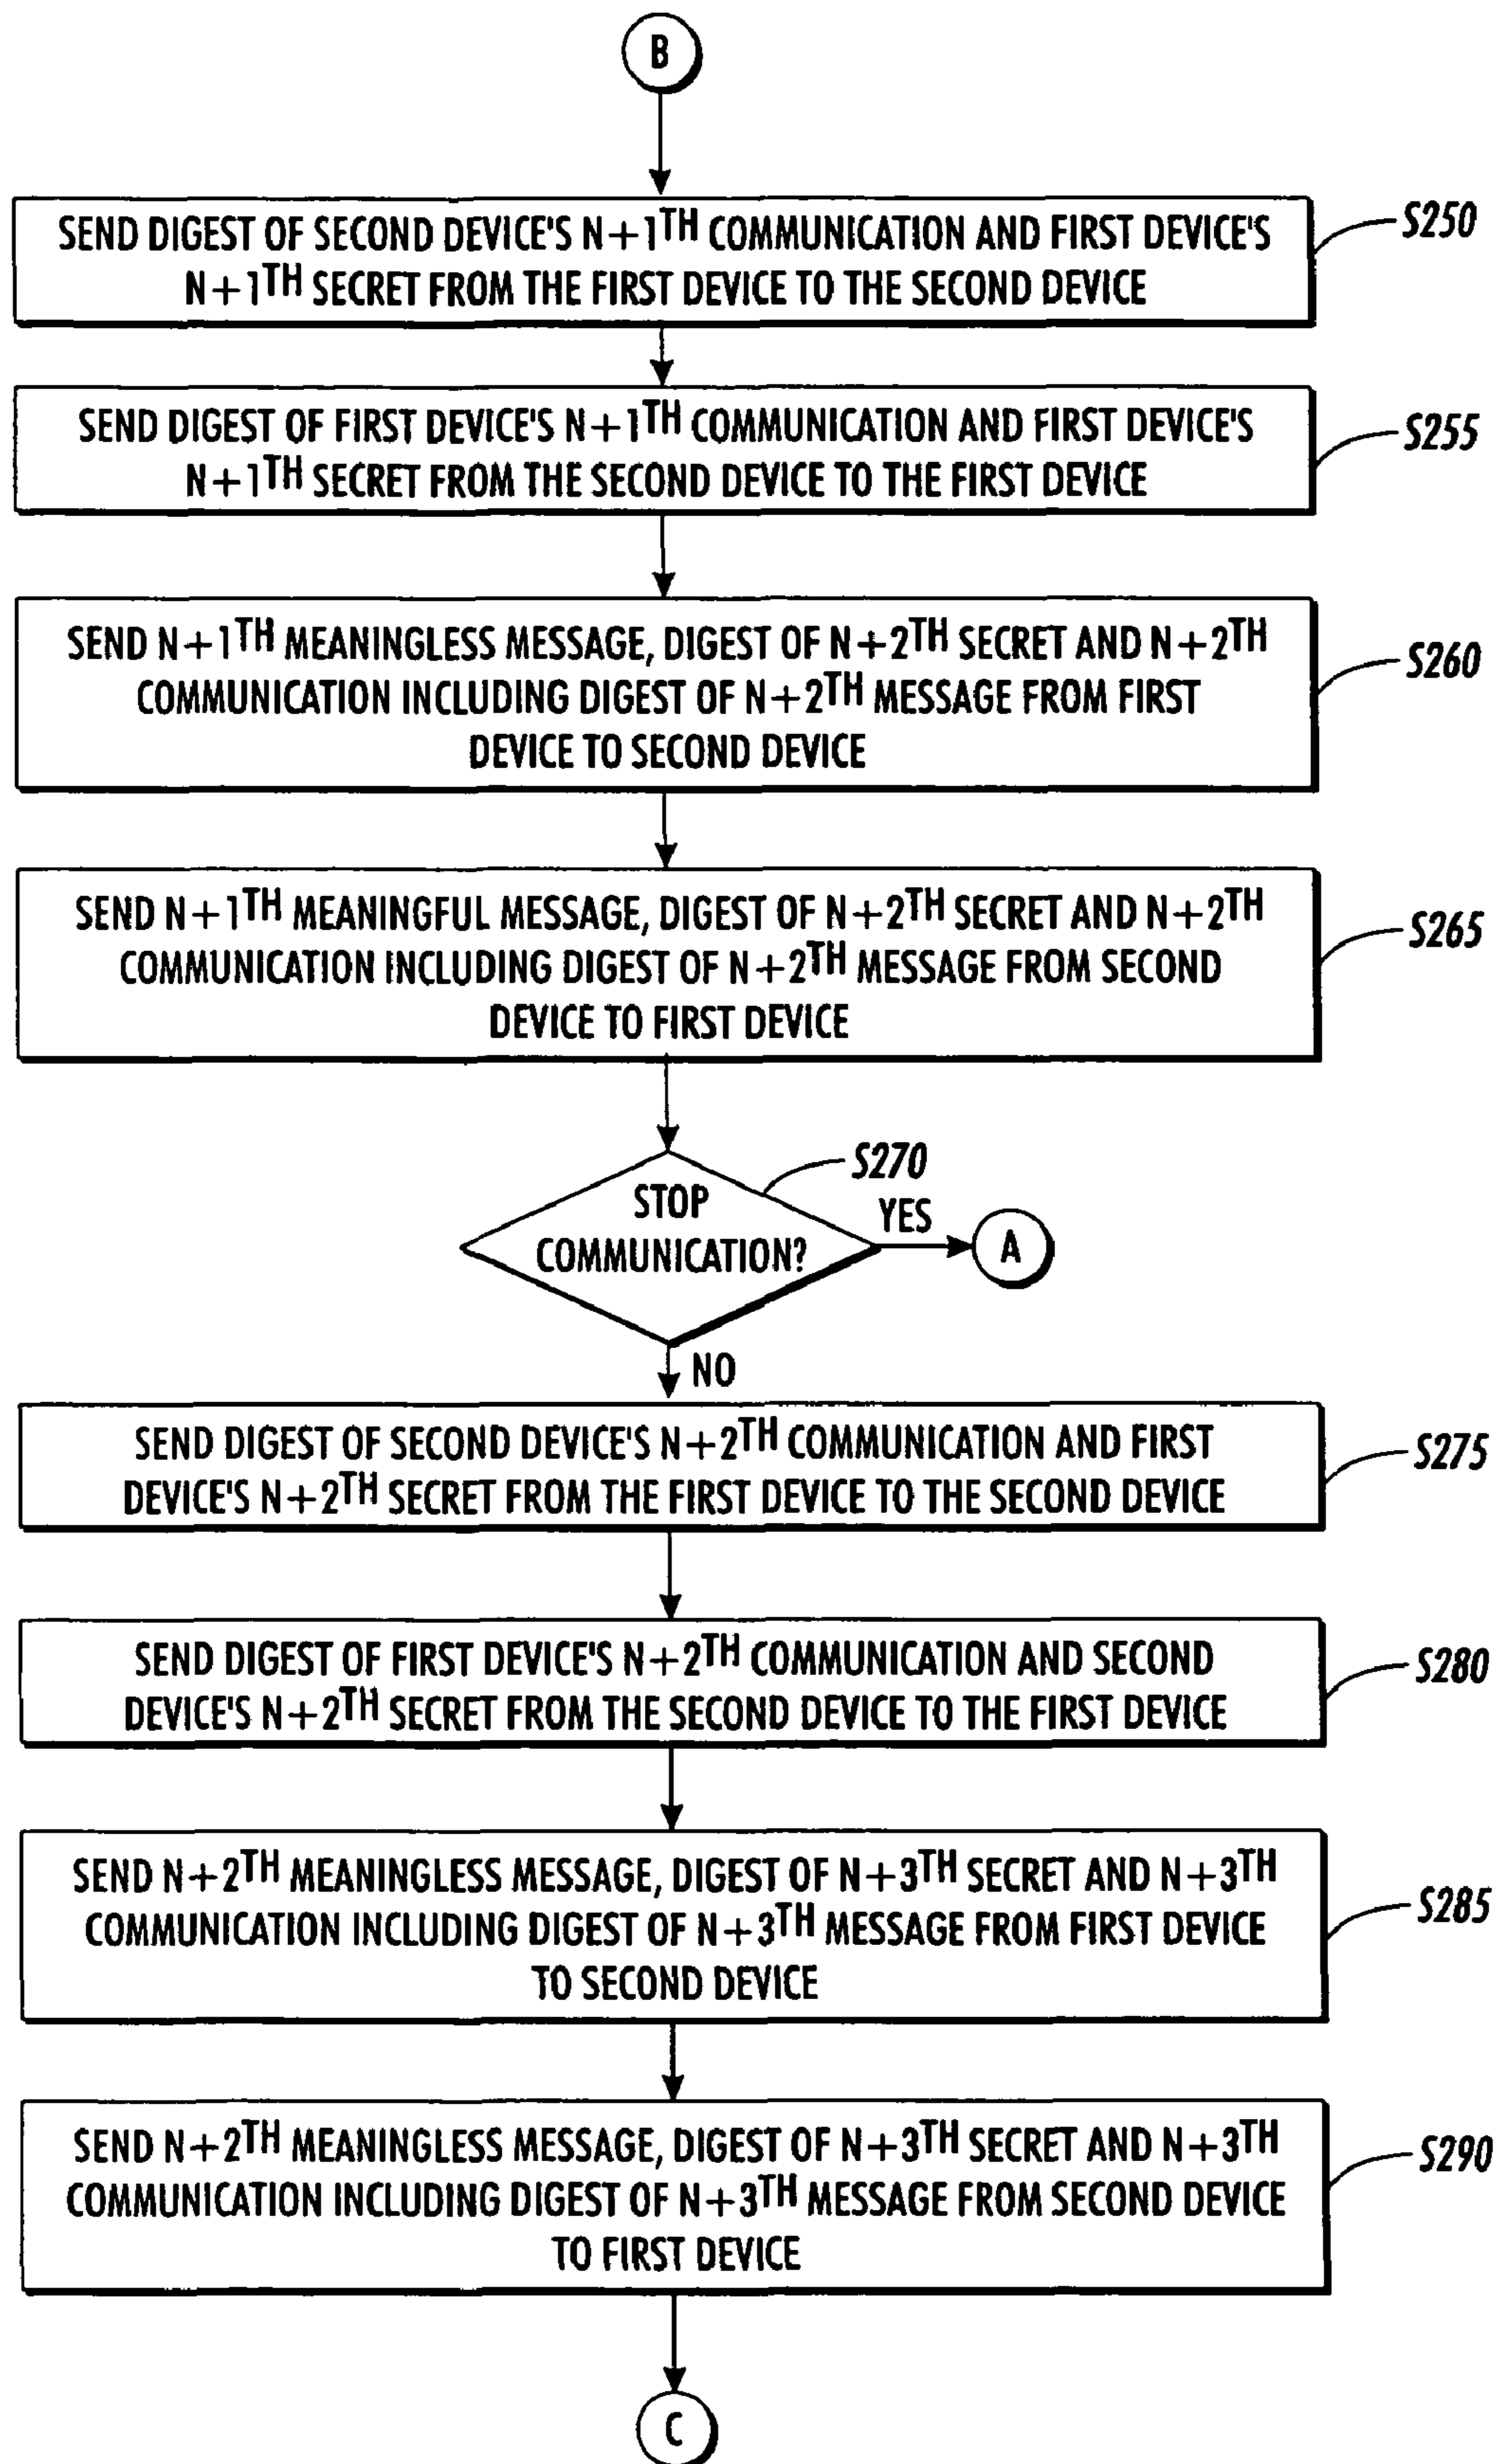 B
SEND DIGEST OF SECOND DEVICE'S N+1TH COMMUNICATION AND FIRST DEVICE'S
N+1TH SECRET FROM THE FIRST DEVICE TO THE SECOND DEVICE
S250
SEND DIGEST OF FIRST DEVICE'S N+1TH COMMUNICATION AND FIRST DEVICE'S
N+1TH SECRET FROM THE SECOND DEVICE TO THE FIRST DEVICE
S255
SEND N+1TH MEANINGLESS MESSAGE, DIGEST OF N+2TH SECRET AND N+2TH
COMMUNICATION INCLUDING DIGEST OF N+2TH MESSAGE FROM FIRST
DEVICE TO SECOND DEVICE
S260
SEND N+1TH MEANINGFUL MESSAGE, DIGEST OF N+2TH SECRET AND N+2TH
COMMUNICATION INCLUDING DIGEST OF N+2TH MESSAGE FROM SECOND
DEVICE TO FIRST DEVICE
S265
S270
STOP
COMMUNICATION?
YES
A
NO
SEND DIGEST OF SECOND DEVICE'S N+2TH COMMUNICATION AND FIRST
DEVICE'S N+2TH SECRET FROM THE FIRST DEVICE TO THE SECOND DEVICE
S275
SEND DIGEST OF FIRST DEVICE'S N+2TH COMMUNICATION AND SECOND
DEVICE'S N+2TH SECRET FROM THE SECOND DEVICE TO THE FIRST DEVICE
S280
SEND N+2TH MEANINGLESS MESSAGE, DIGEST OF N+3TH SECRET AND N+3TH
COMMUNICATION INCLUDING DIGEST OF N+3TH MESSAGE FROM FIRST DEVICE
TO SECOND DEVICE
S285
SEND N+2TH MEANINGLESS MESSAGE, DIGEST OF N+3TH SECRET AND N+3TH
COMMUNICATION INCLUDING DIGEST OF N+3TH MESSAGE FROM SECOND DEVICE
TO FIRST DEVICE
S290
C